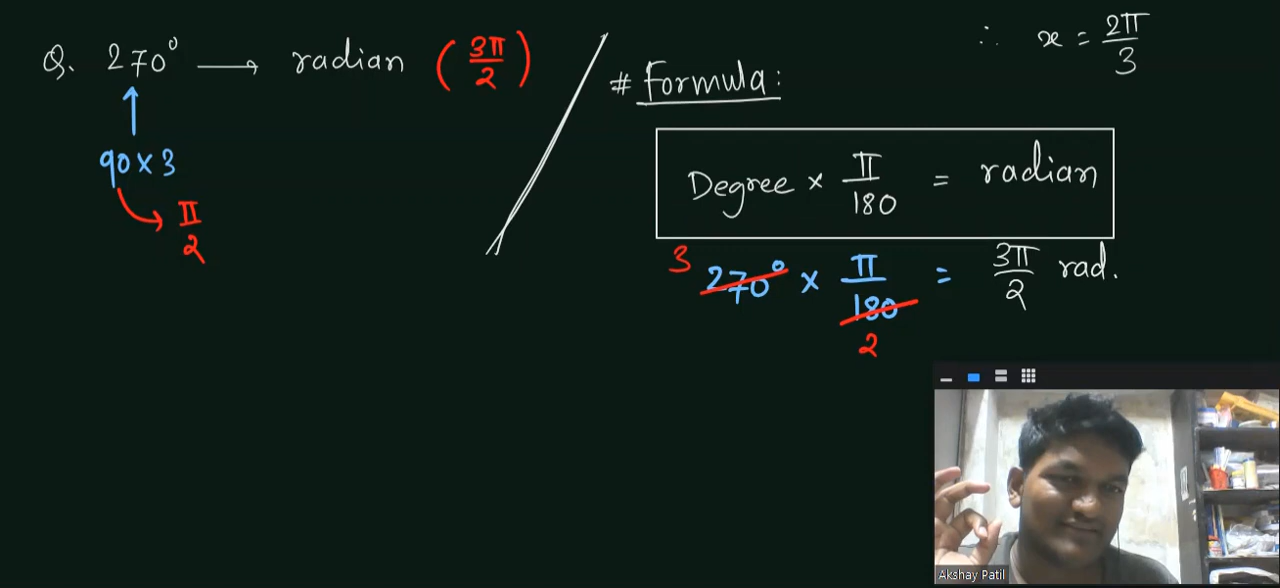 Q. 270° → radian (3π/2)
90 × 3
π/2
∴ x = 2π/3
# Formula:
Degree × π/180 = radian
3
270° × π/180 = 3π/2 rad.
2
Akshay Patil